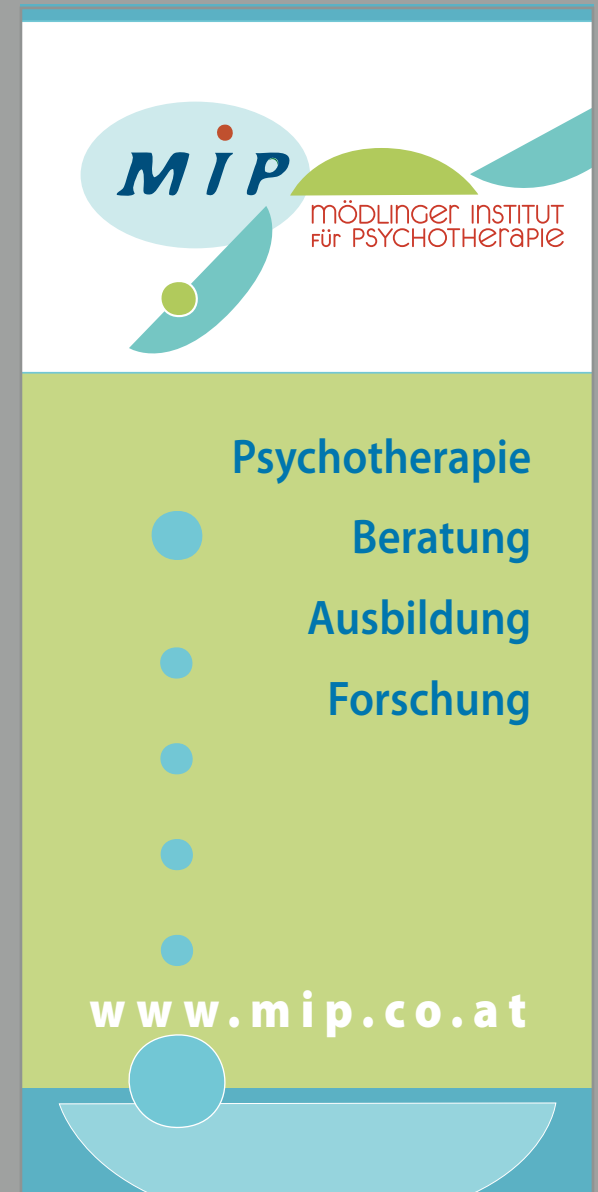 MIP
MÖDLINGER INSTITUT
FÜR PSYCHOTHERAPIE
Psychotherapie
Beratung
Ausbildung
Forschung
www.mip.co.at